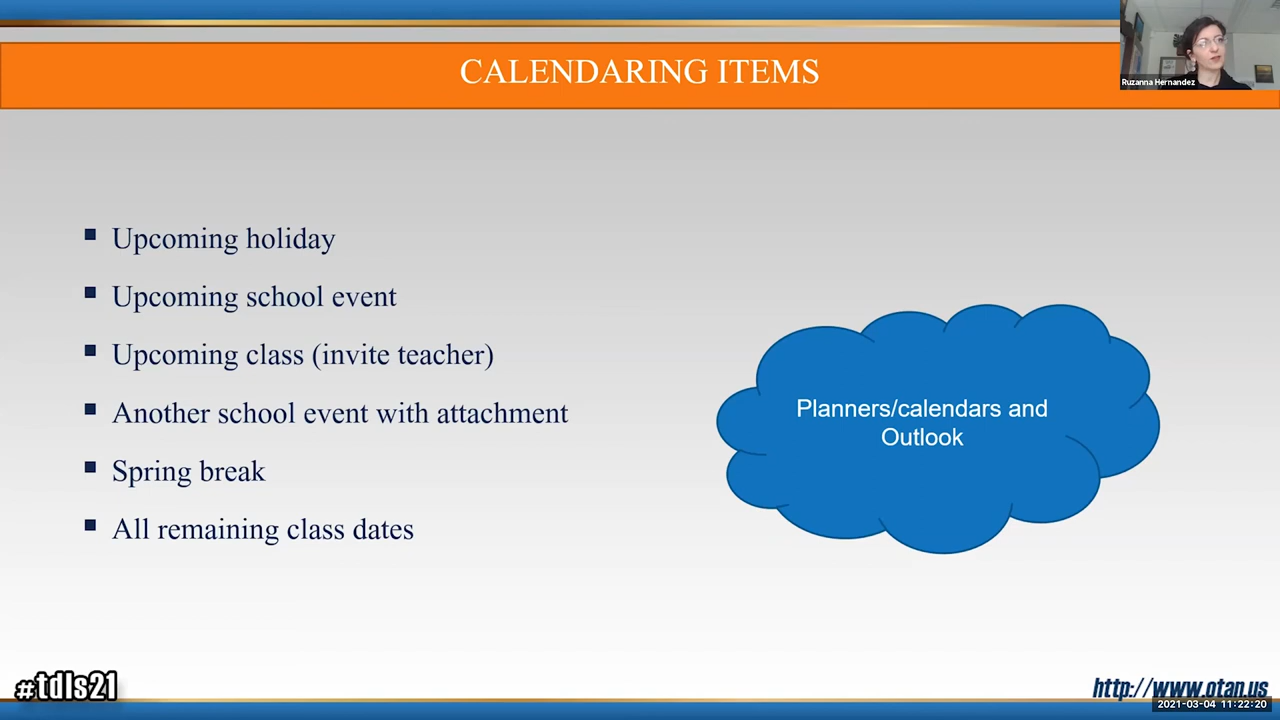 CALENDARING ITEMS
Ruzanna Hernandez
Upcoming holiday
Upcoming school event
Upcoming class (invite teacher)
Another school event with attachment
Spring break
All remaining class dates
Planners/calendars and
Outlook
#tdls21
http://www.otan.us
2021-03-04 11:22:20